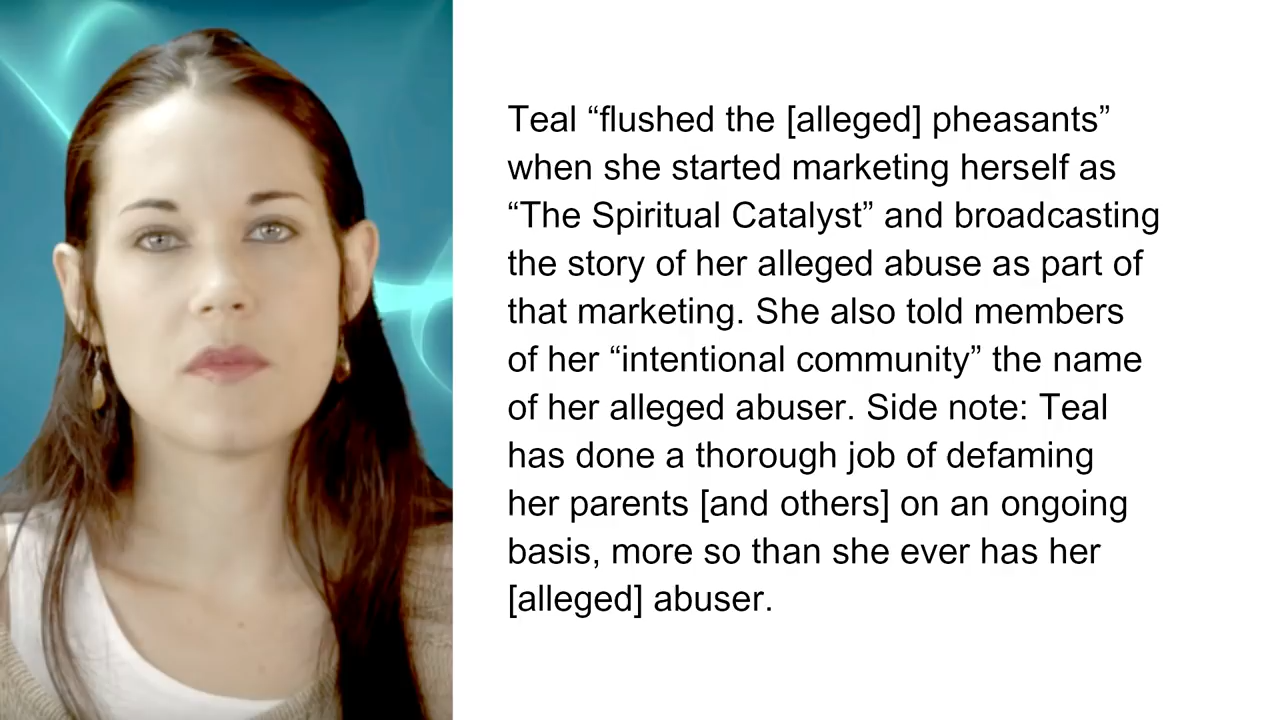 Teal “flushed the [alleged] pheasants”
when she started marketing herself as
“The Spiritual Catalyst” and broadcasting
the story of her alleged abuse as part of
that marketing. She also told members
of her “intentional community” the name
of her alleged abuser. Side note: Teal
has done a thorough job of defaming
her parents [and others] on an ongoing
basis, more so than she ever has her
[alleged] abuser.